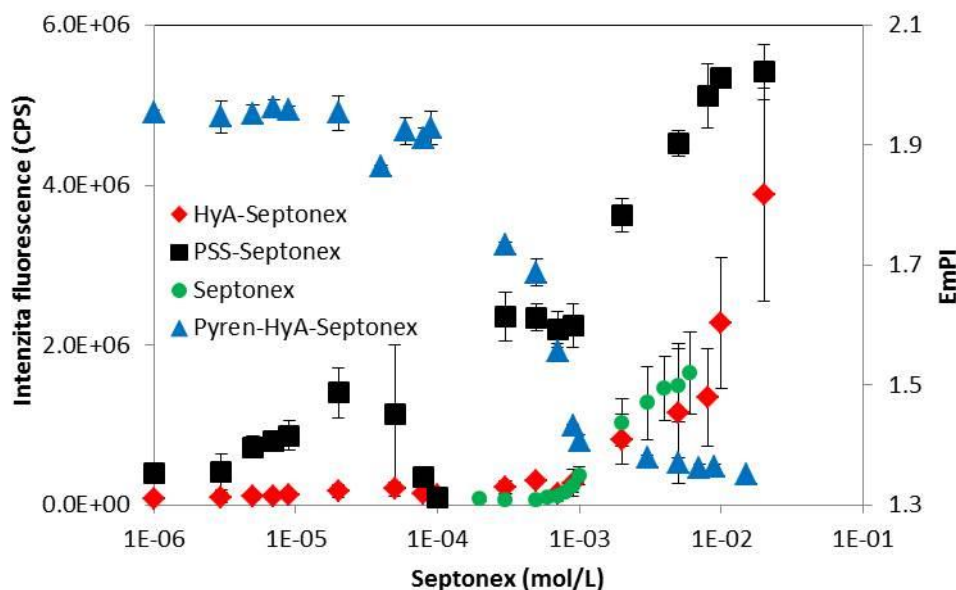 6.0E+06
4.0E+06
2.0E+06
0.0E+00
Intenzita fluorescence (CPS)
HyA-Septonex
PSS-Septonex
Septonex
Pyren-HyA-Septonex
2.1
1.9
1.7
1.5
1.3
EmPI
1E-06 1E-05 1E-04 1E-03 1E-02 1E-01
Septonex (mol/L)